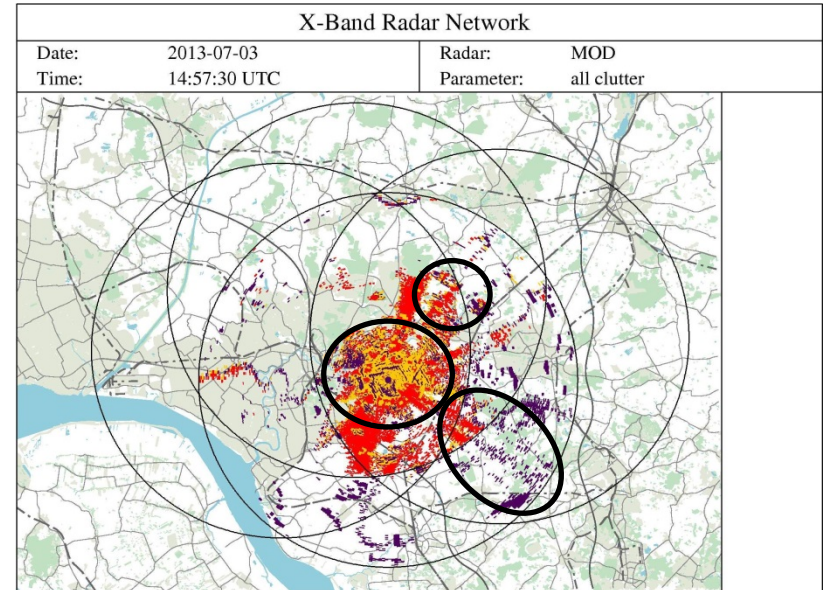 X-Band Radar Network
Date: 2013-07-03 Radar: MOD
Time: 14:57:30 UTC Parameter: all clutter